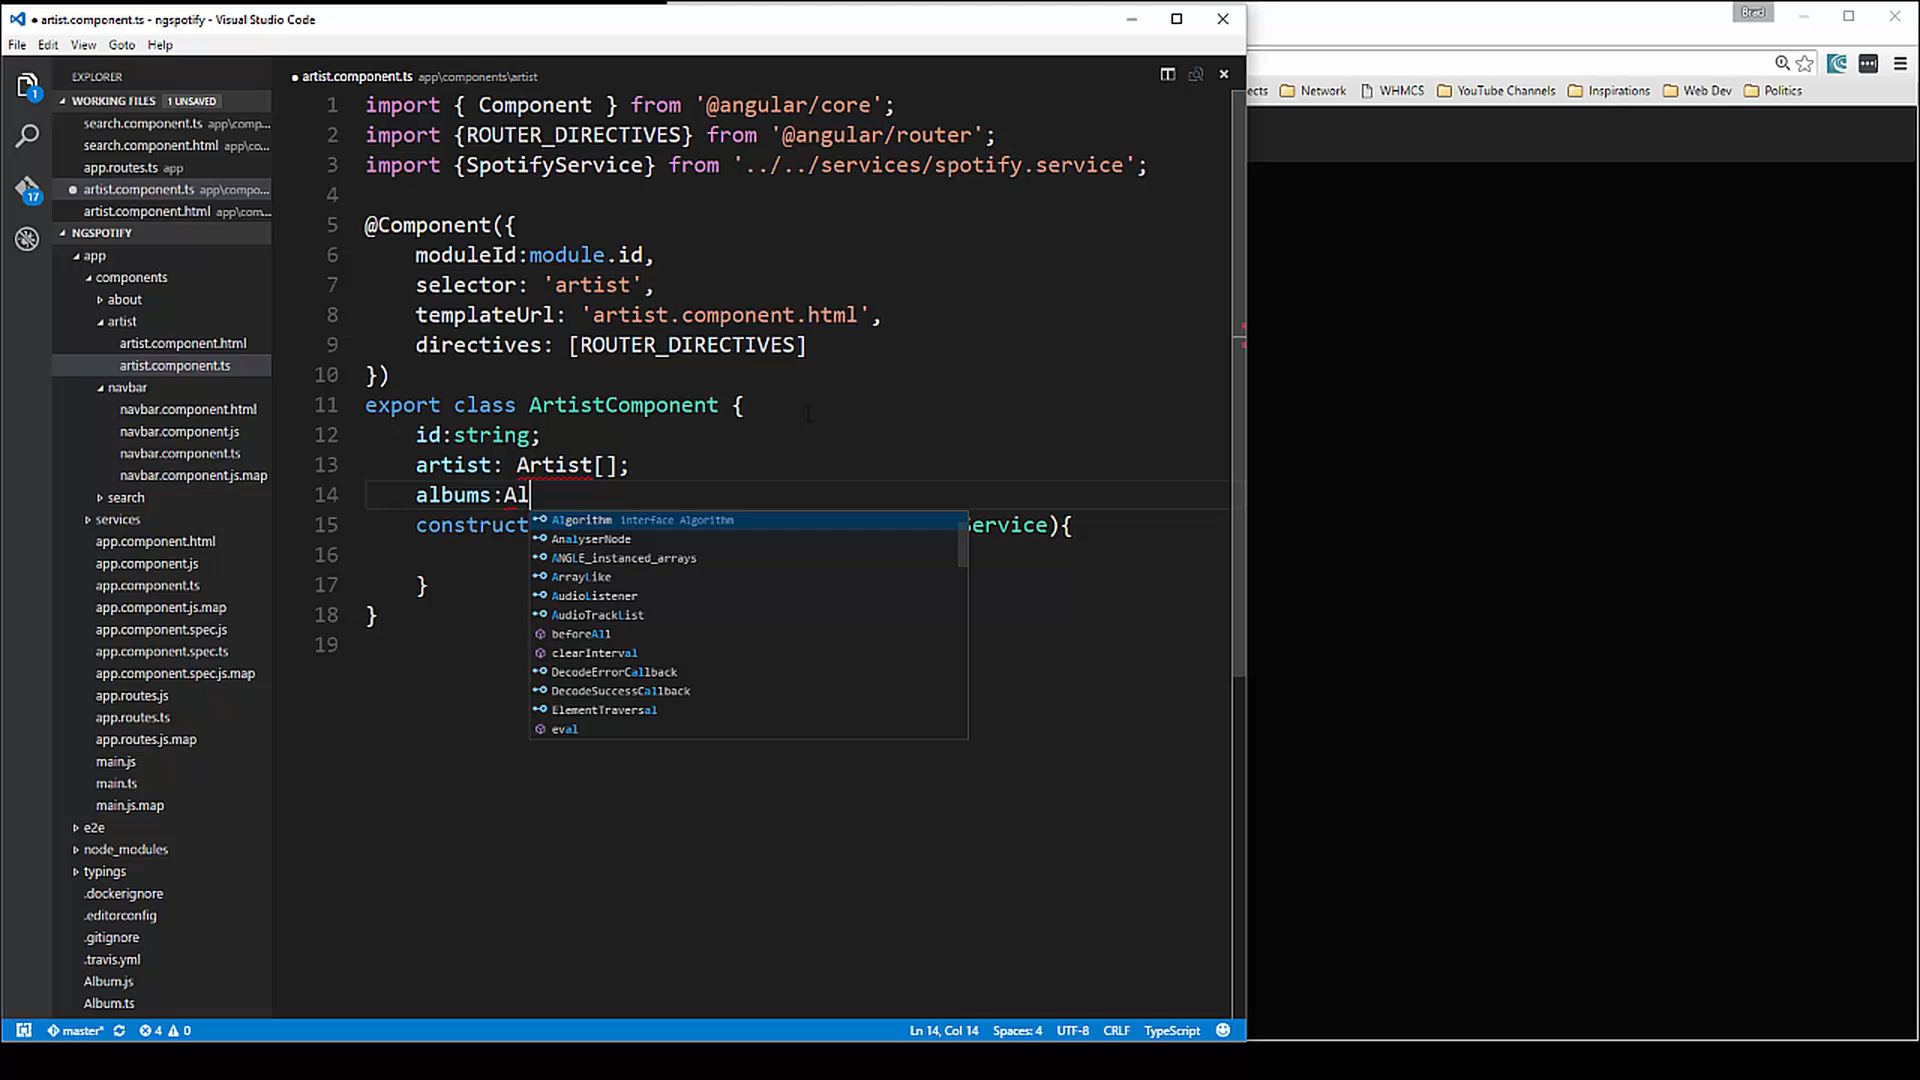 ● artist.component.ts - ngspotify - Visual Studio Code
Brad
File Edit View Goto Help
ects Network WHMCS YouTube Channels Inspirations Web Dev Politics
EXPLORER
WORKING FILES 1 UNSAVED
search.component.ts app\comp...
search.component.html app\co...
app.routes.ts app
artist.component.ts app\compo...
artist.component.html app\com...
NGSPOTIFY
app
components
about
artist
artist.component.html
artist.component.ts
navbar
navbar.component.html
navbar.component.js
navbar.component.ts
navbar.component.js.map
search
services
app.component.html
app.component.js
app.component.ts
app.component.js.map
app.component.spec.js
app.component.spec.ts
app.component.spec.js.map
app.routes.js
app.routes.ts
app.routes.js.map
main.js
main.ts
main.js.map
e2e
node_modules
typings
.dockerignore
.editorconfig
.gitignore
.travis.yml
Album.js
Album.ts
1
17
● artist.component.ts app\components\artist
1 import { Component } from '@angular/core';
2 import {ROUTER_DIRECTIVES} from '@angular/router';
3 import {SpotifyService} from '../../services/spotify.service';
4
5 @Component({
6 moduleId:module.id,
7 selector: 'artist',
8 templateUrl: 'artist.component.html',
9 directives: [ROUTER_DIRECTIVES]
10 })
11 export class ArtistComponent {
12 id:string;
13 artist: Artist[];
14 albums:Al
15 construct ervice){
16
17 }
18 }
19
Algorithm interface Algorithm
AnalyserNode
ANGLE_instanced_arrays
ArrayLike
AudioListener
AudioTrackList
beforeAll
clearInterval
DecodeErrorCallback
DecodeSuccessCallback
ElementTraversal
eval
master* 4 0 Ln 14, Col 14 Spaces: 4 UTF-8 CRLF TypeScript